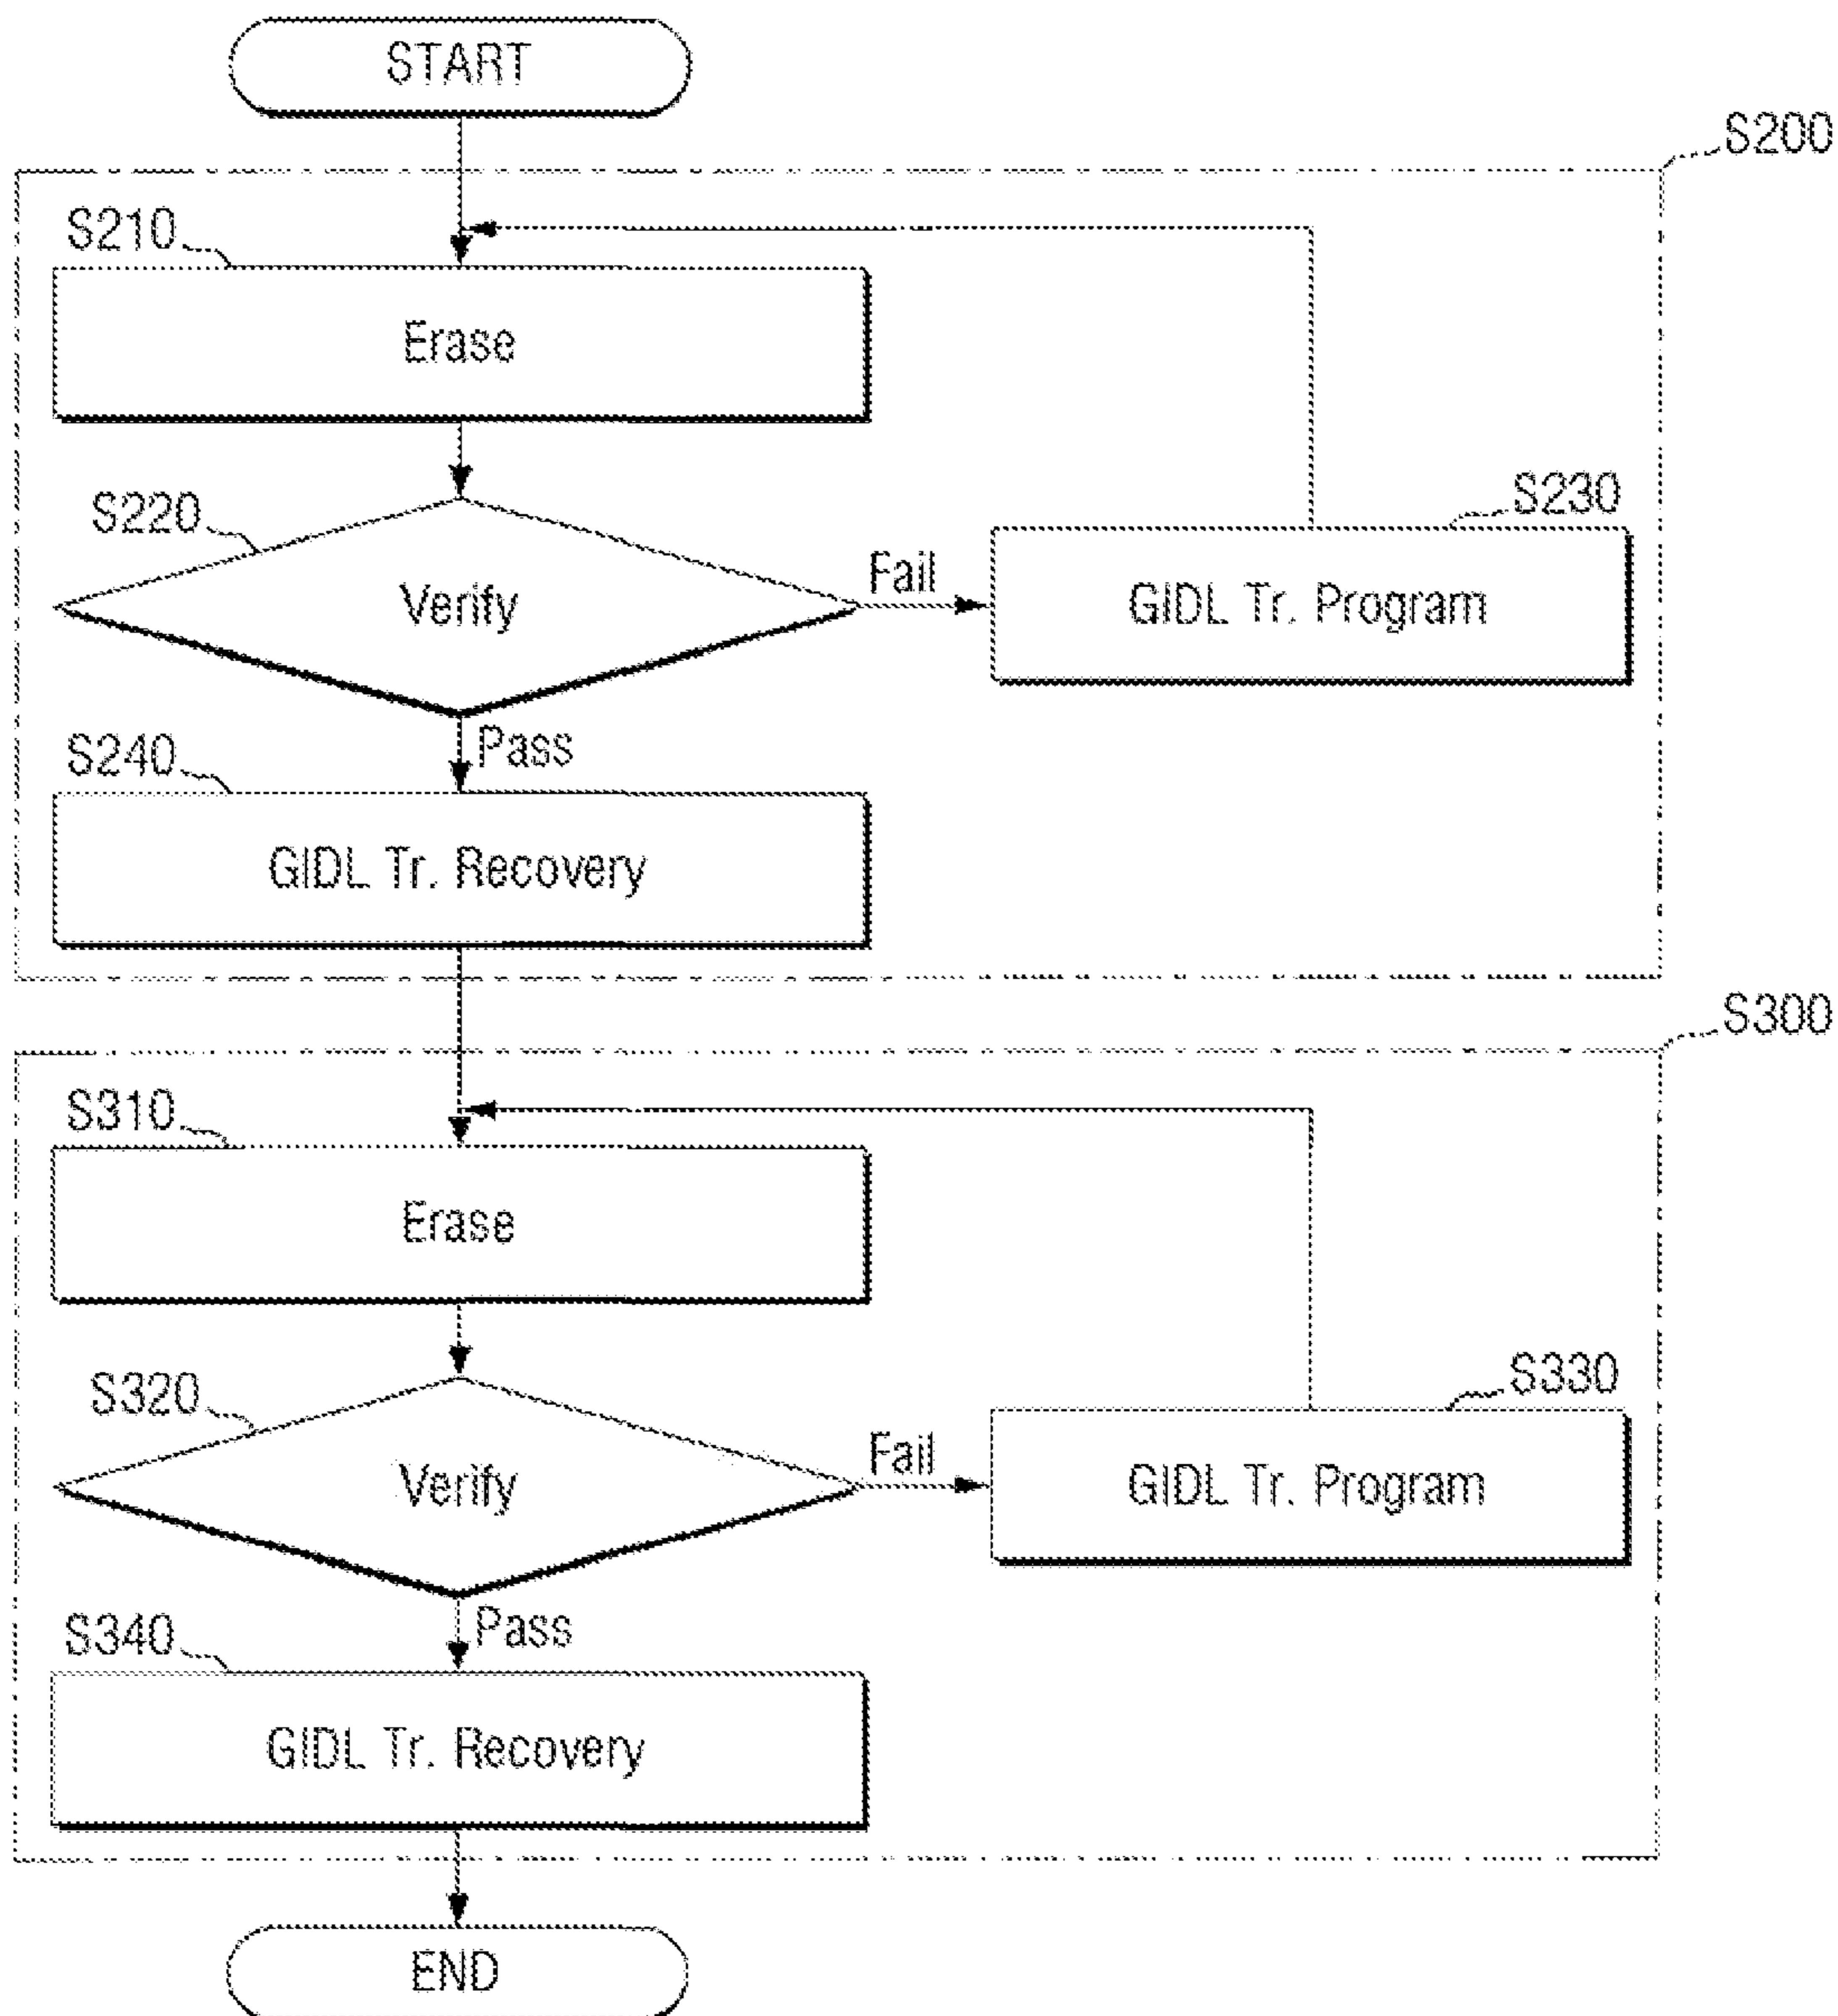 START
S200
S210
Erase
S220
Verify
Fail
S230
GIDL Tr. Program
Pass
S240
GIDL Tr. Recovery
S300
S310
Erase
S320
Verify
Fail
S330
GIDL Tr. Program
Pass
S340
GIDL Tr. Recovery
END